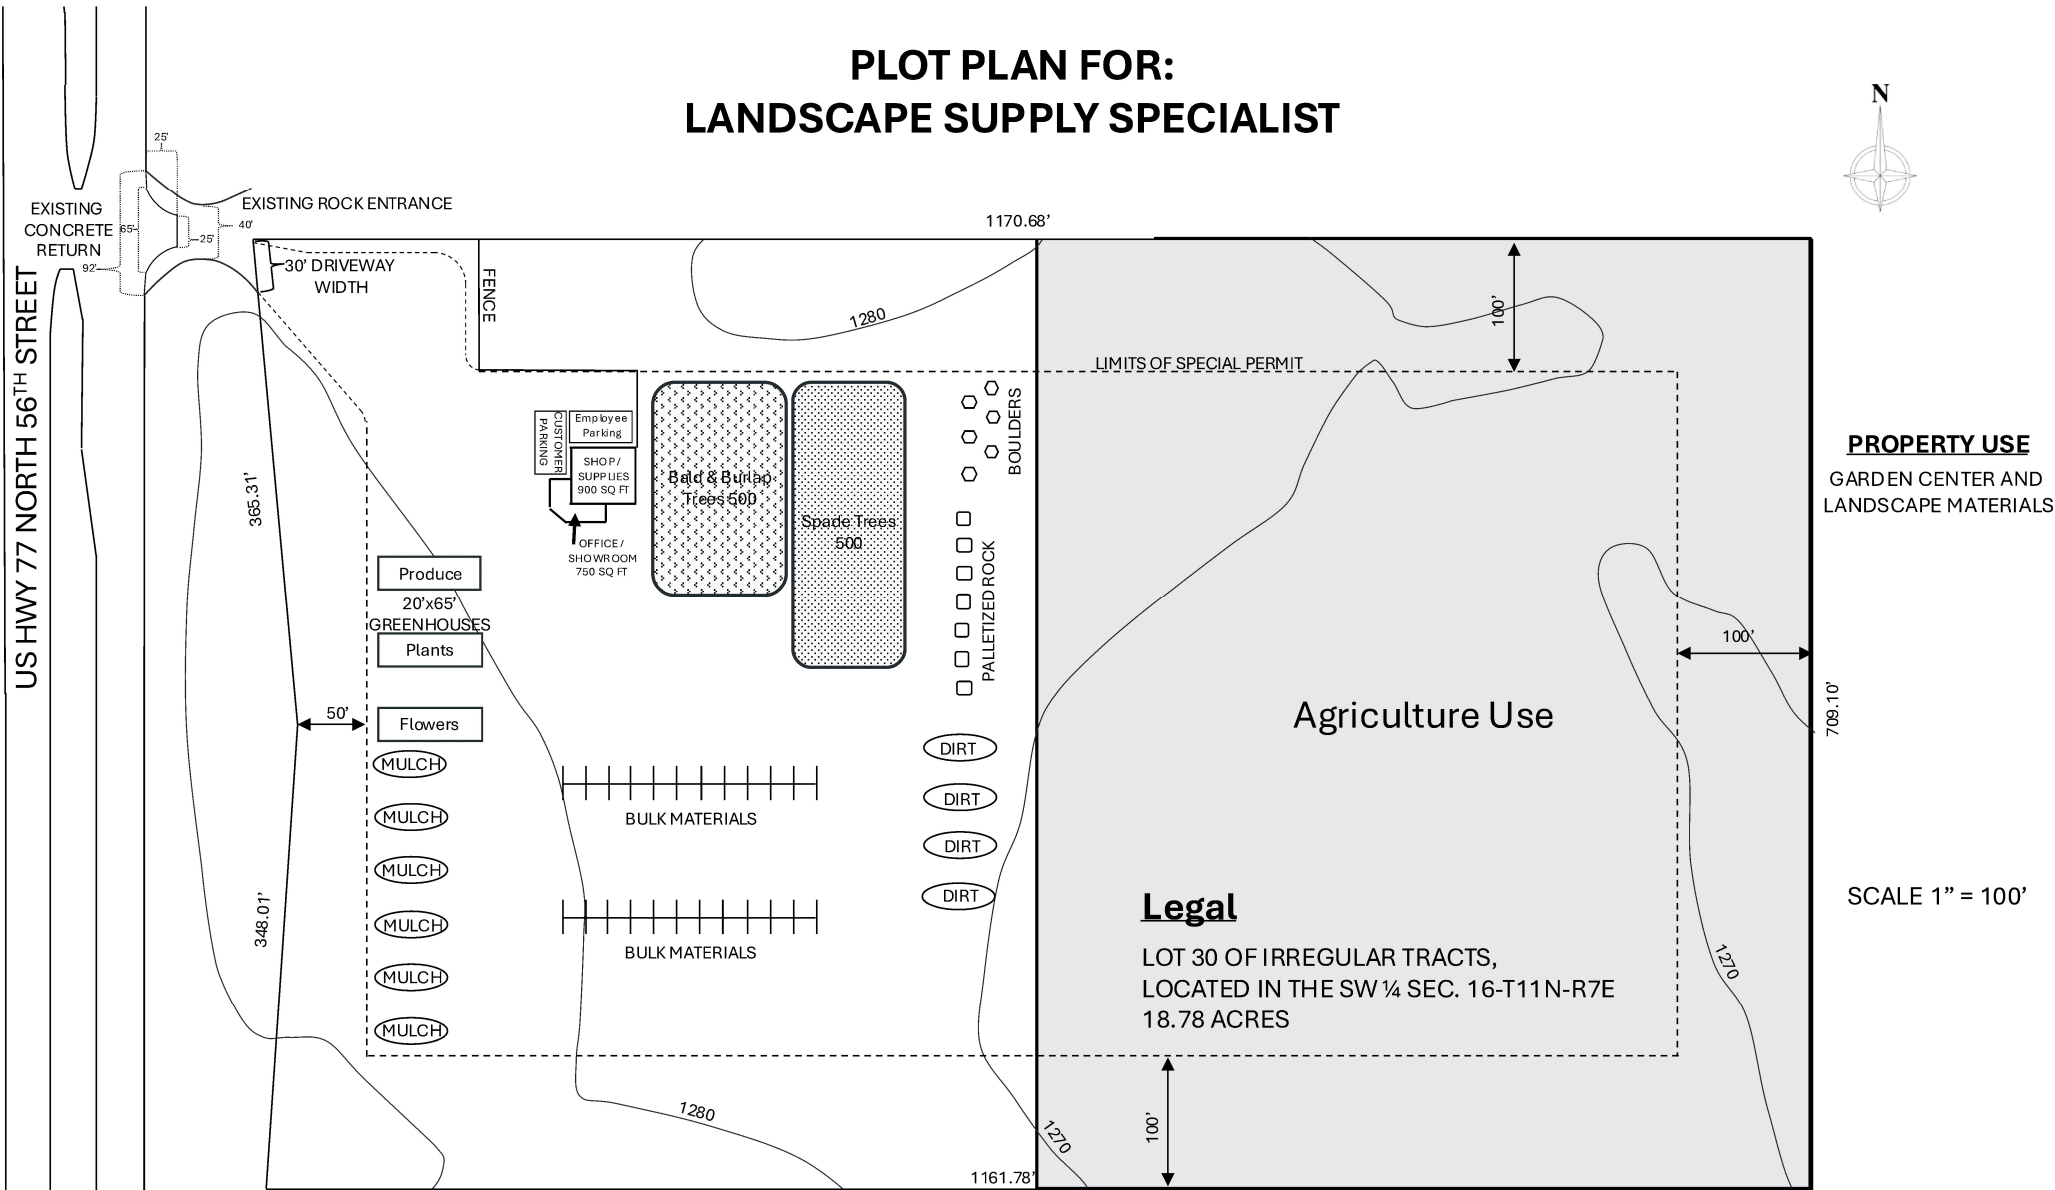 PLOT PLAN FOR:
LANDSCAPE SUPPLY SPECIALIST
N
25'
EXISTING ROCK ENTRANCE
EXISTING
CONCRETE
RETURN
65'
40'
25'
92'
1170.68'
30' DRIVEWAY
WIDTH
FENCE
1280
100'
LIMITS OF SPECIAL PERMIT
US HWY 77 NORTH 56TH STREET
CUSTOMER
PARKING
Employee
Parking
SHOP /
SUPPLIES
900 SQ FT
OFFICE /
SHOWROOM
750 SQ FT
Bald & Burlap
Trees 500
Spade Trees
500
BOULDERS
PALLETIZED ROCK
PROPERTY USE
GARDEN CENTER AND
LANDSCAPE MATERIALS
365.31'
Produce
20'x65'
GREENHOUSES
Plants
Flowers
50'
100'
709.10'
Agriculture Use
MULCH
MULCH
MULCH
MULCH
MULCH
MULCH
DIRT
DIRT
DIRT
DIRT
BULK MATERIALS
BULK MATERIALS
348.01'
SCALE 1” = 100’
Legal
LOT 30 OF IRREGULAR TRACTS,
LOCATED IN THE SW ¼ SEC. 16-T11N-R7E
18.78 ACRES
1270
1280
1270
100'
1161.78'